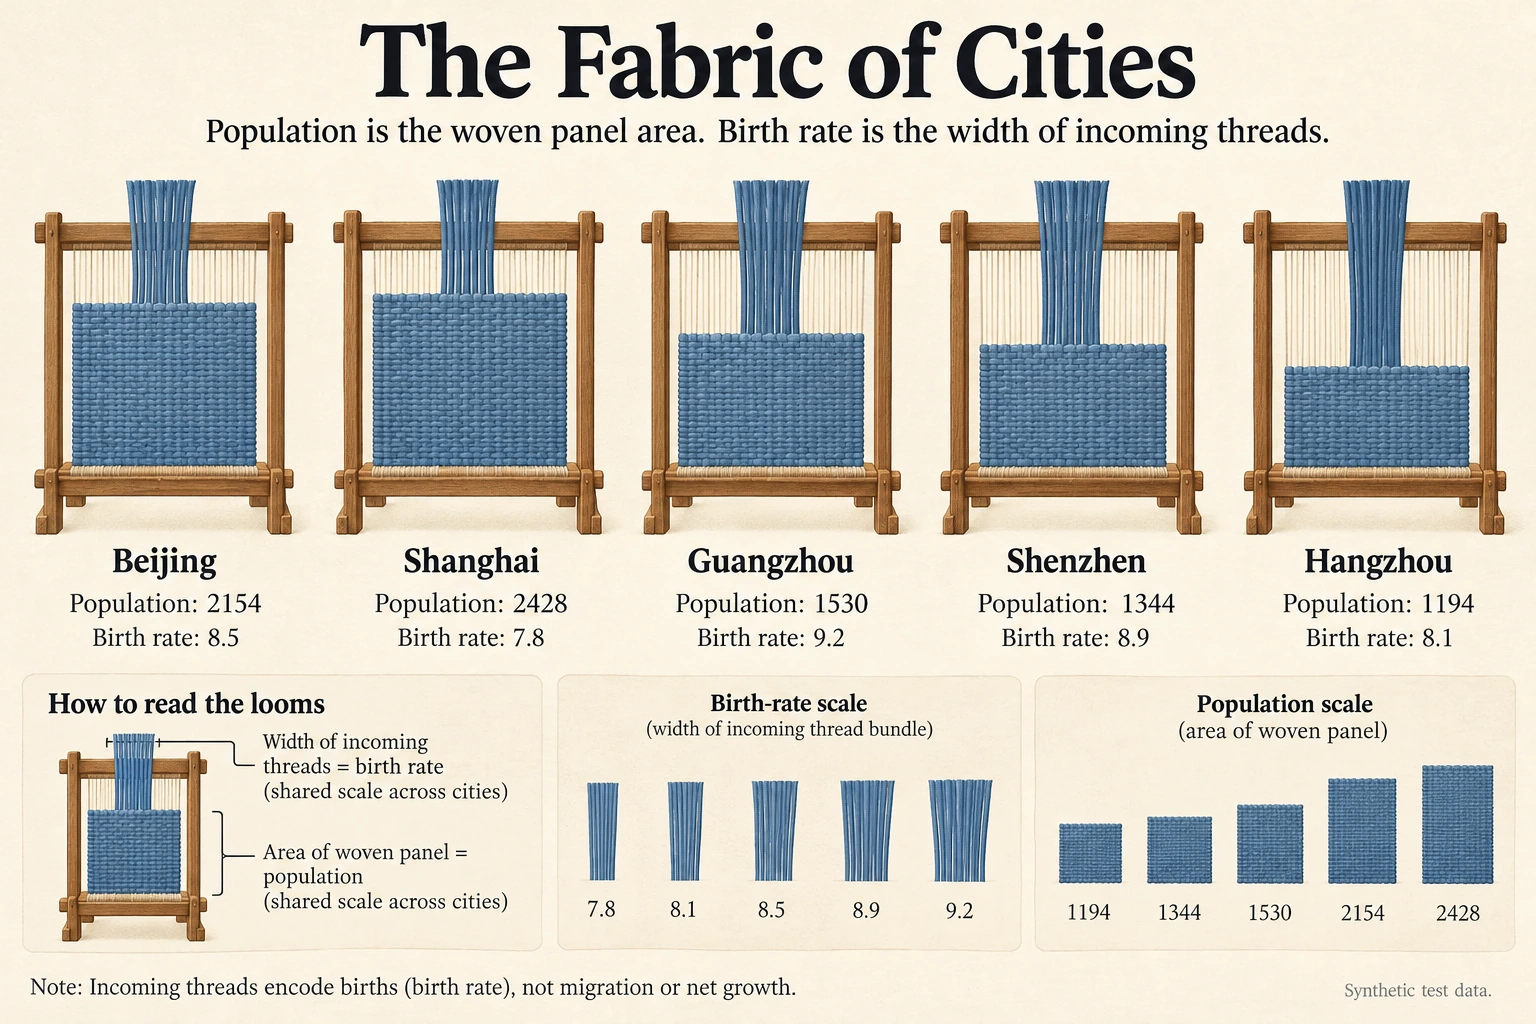 The Fabric of Cities
Population is the woven panel area. Birth rate is the width of incoming threads.
Beijing
Population: 2154
Birth rate: 8.5
Shanghai
Population: 2428
Birth rate: 7.8
Guangzhou
Population: 1530
Birth rate: 9.2
Shenzhen
Population: 1344
Birth rate: 8.9
Hangzhou
Population: 1194
Birth rate: 8.1
How to read the looms
Width of incoming
threads = birth rate
(shared scale across cities)
Area of woven panel =
population
(shared scale across cities)
Birth-rate scale
(width of incoming thread bundle)
7.8 8.1 8.5 8.9 9.2
Population scale
(area of woven panel)
1194 1344 1530 2154 2428
Note: Incoming threads encode births (birth rate), not migration or net growth.
Synthetic test data.